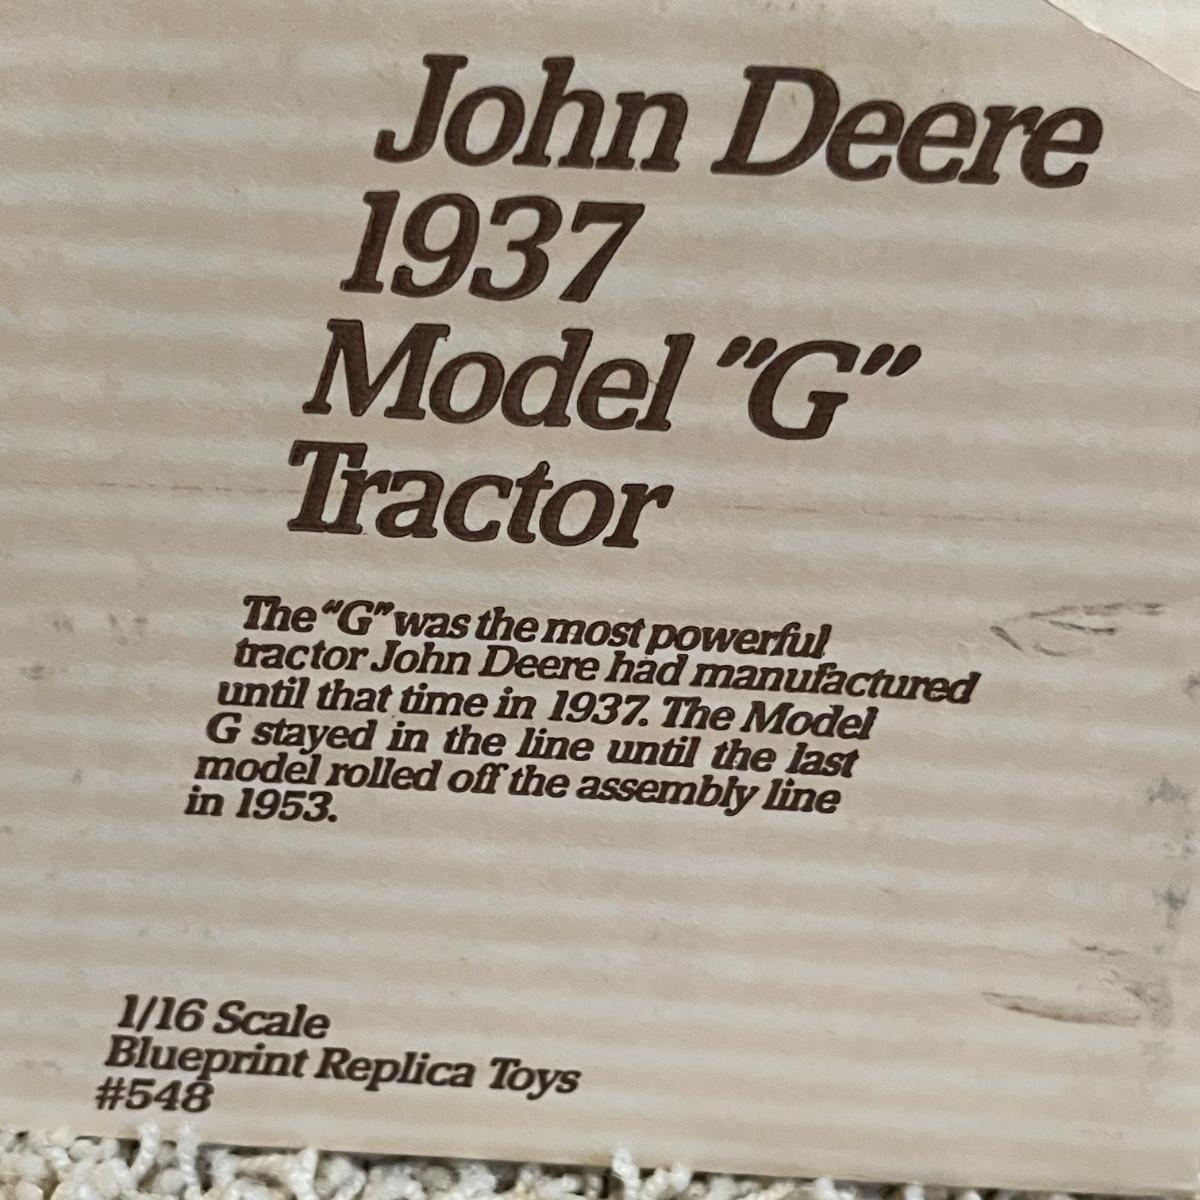 John Deere
1937
Model "G"
Tractor
The "G" was the most powerful
tractor John Deere had manufactured
until that time in 1937. The Model
G stayed in the line until the last
model rolled off the assembly line
in 1953.
1/16 Scale
Blueprint Replica Toys
#548